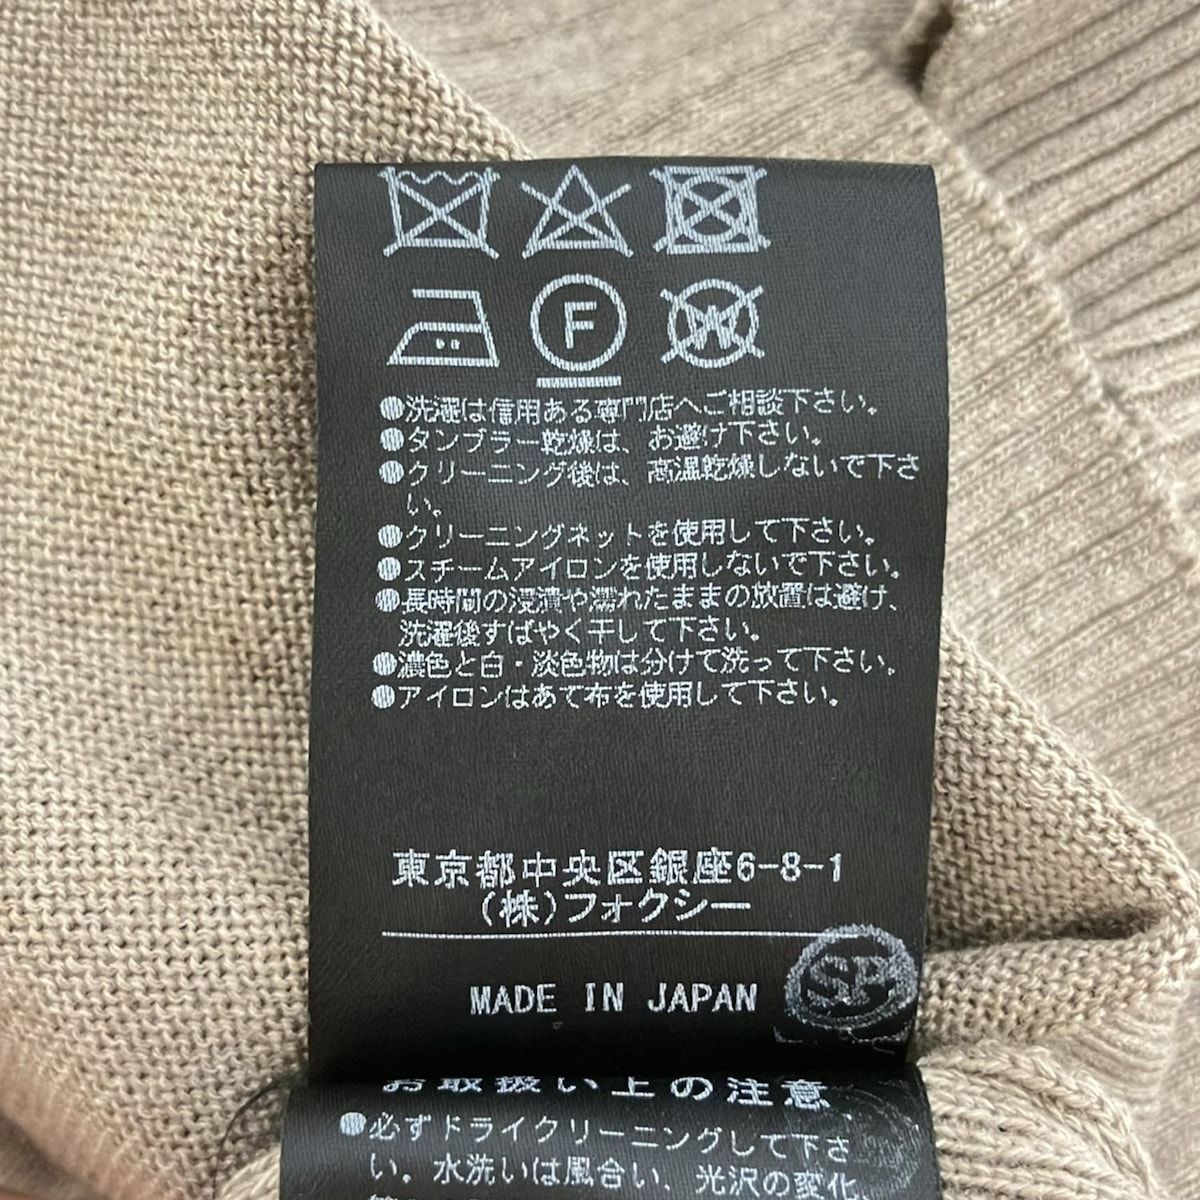 F
W
●洗濯は信用ある専門店へご相談下さい。
●タンブラー乾燥は、お避け下さい。
●クリーニング後は、高温乾燥しないで下さ
い。
●クリーニングネットを使用して下さい。
●スチームアイロンを使用しないで下さい。
●長時間の浸漬や濡れたままの放置は避け、
洗濯後すばやく干して下さい。
●濃色と白・淡色物は分けて洗って下さい。
●アイロンはあて布を使用して下さい。
東京都中央区銀座6-8-1
(株)フォクシー
MADE IN JAPAN
SP
お取扱い上の注意
●必ずドライクリーニングして下さ
い。水洗いは風合い、光沢の変化、